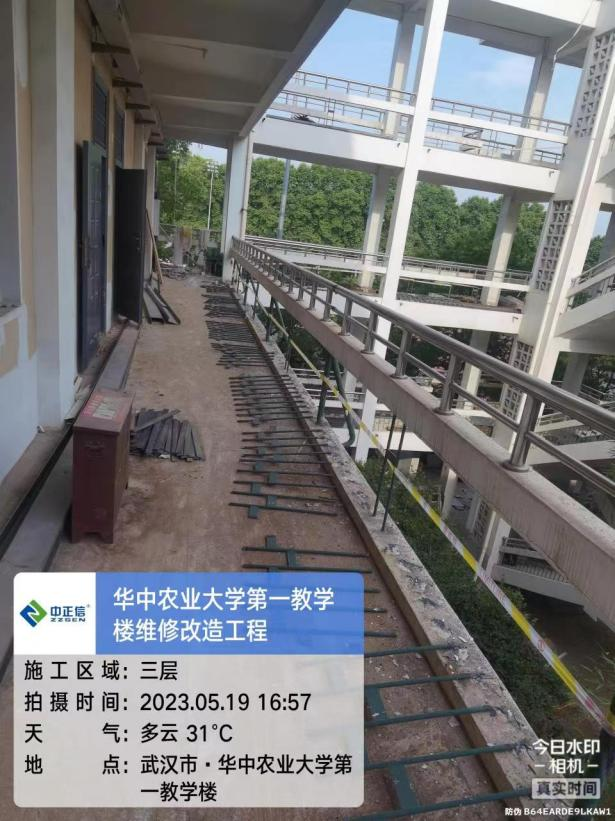 中正信®
ZZSEN
华中农业大学第一教学
楼维修改造工程
施工区域：三层
拍摄时间：2023.05.19 16:57
天气：多云 31℃
地点：武汉市·华中农业大学第
一教学楼
今日水印
相机
真实时间
防伪 B64EARDE9LKAW1